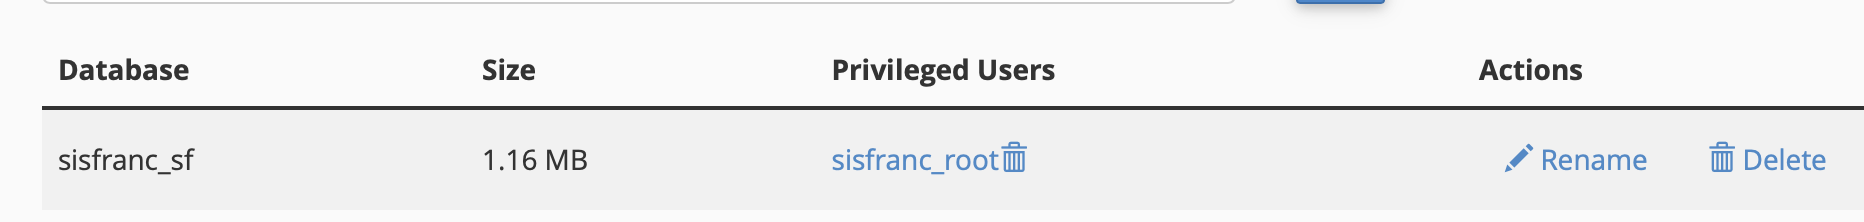 Database Size Privileged Users Actions
sisfranc_sf 1.16 MB sisfranc_root Rename Delete